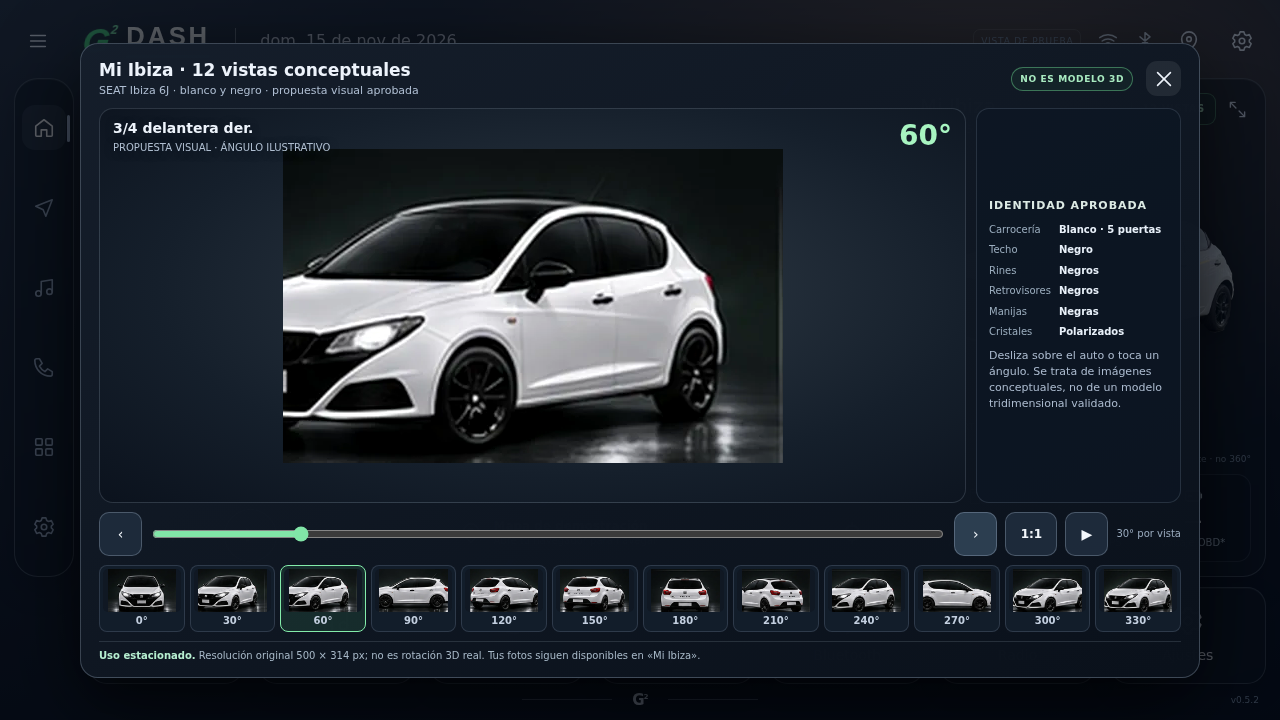 G² DASH
dom. 15 de nov de 2026
VISTA DE PRUEBA
Mi Ibiza · 12 vistas conceptuales
SEAT Ibiza 6J · blanco y negro · propuesta visual aprobada
NO ES MODELO 3D
3/4 delantera der.
PROPUESTA VISUAL · ÁNGULO ILUSTRATIVO
60°
IDENTIDAD APROBADA
Carrocería Blanco · 5 puertas
Techo Negro
Rines Negros
Retrovisores Negros
Manijas Negras
Cristales Polarizados
Desliza sobre el auto o toca un
ángulo. Se trata de imágenes
conceptuales, no de un modelo
tridimensional validado.
no 360°
OBD*
‹ › 1:1 ▶ 30° por vista
0° 30° 60° 90° 120° 150° 180° 210° 240° 270° 300° 330°
Uso estacionado. Resolución original 500 × 314 px; no es rotación 3D real. Tus fotos siguen disponibles en «Mi Ibiza».
G²
v0.5.2